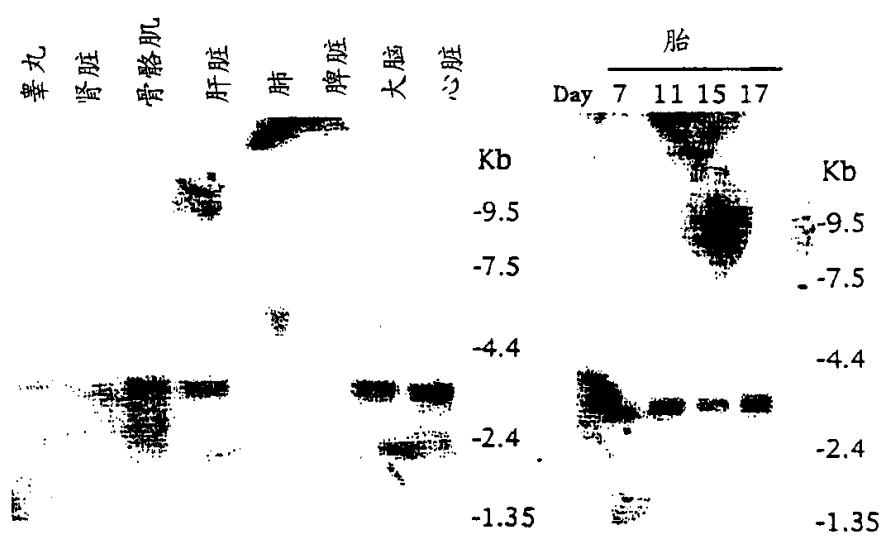 睾丸
肾脏
骨骼肌
肝脏
肺
脾脏
大脑
心脏
Kb
-9.5
-7.5
-4.4
-2.4
-1.35
胎
Day 7 11 15 17
Kb
-9.5
-7.5
-4.4
-2.4
-1.35